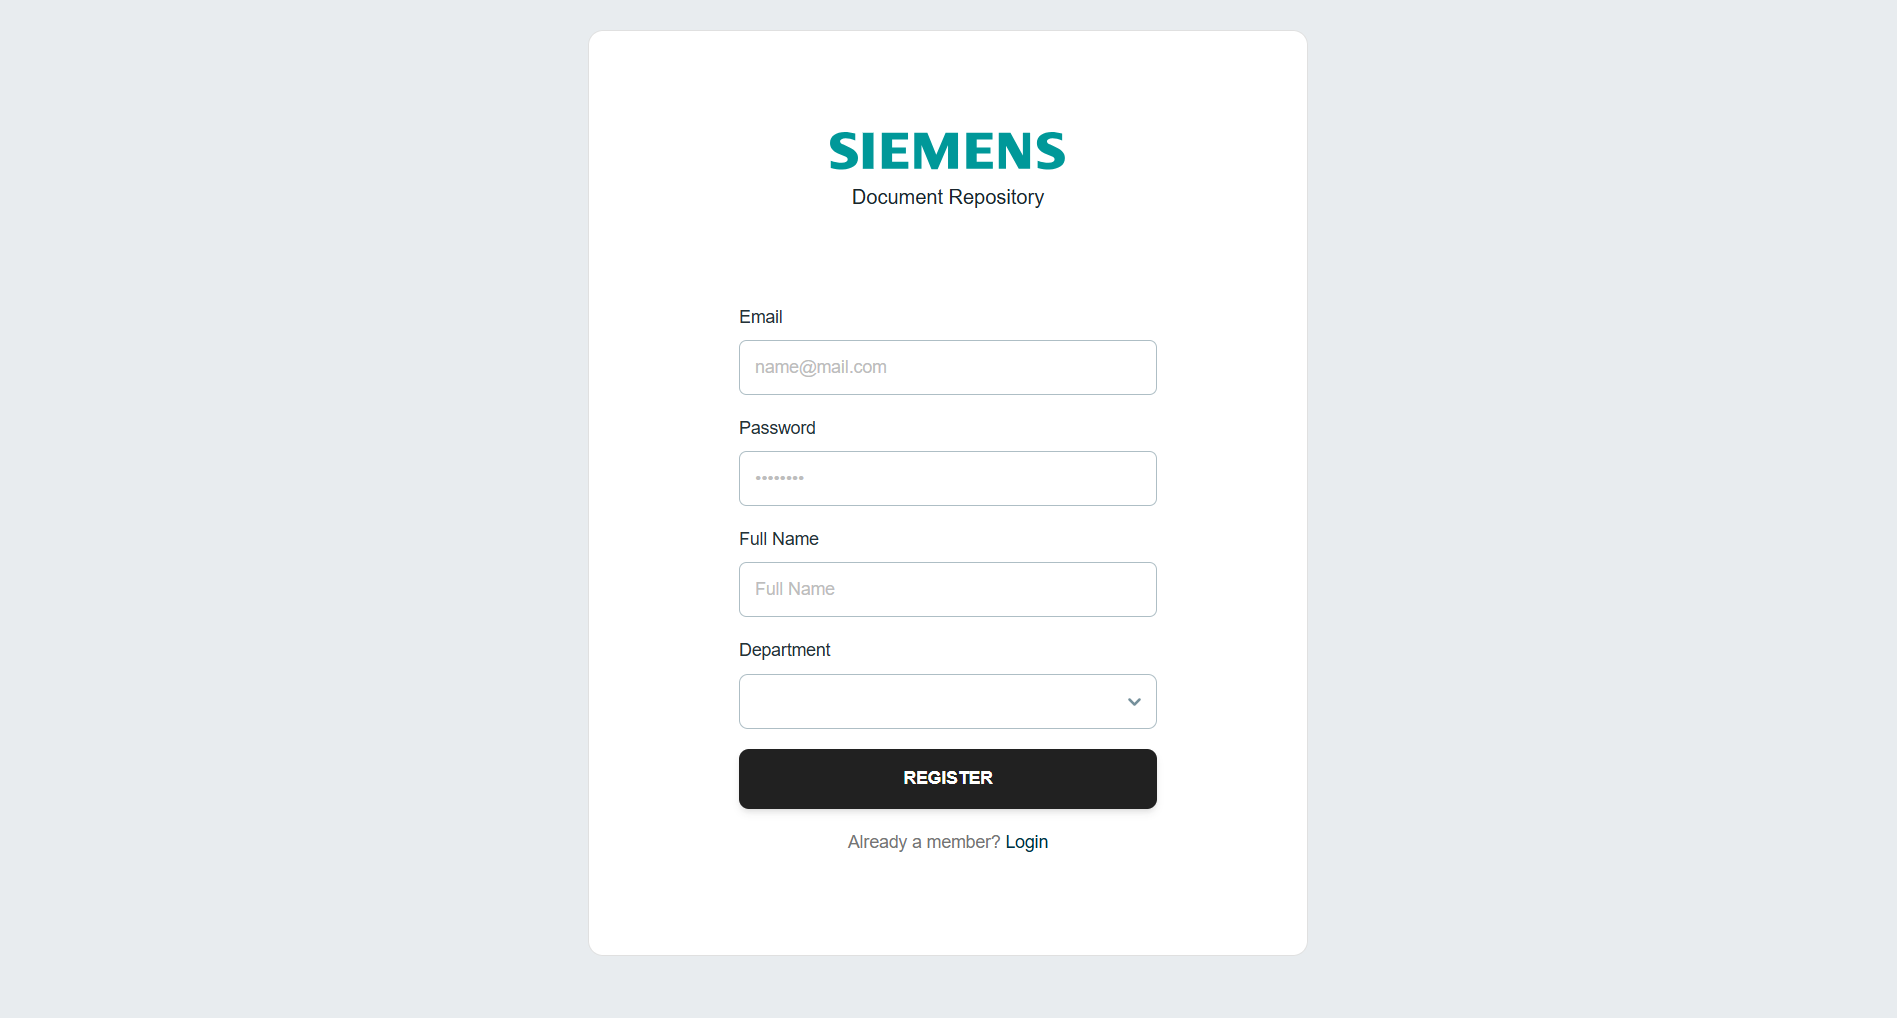 SIEMENS
Document Repository
Email
name@mail.com
Password
••••••••
Full Name
Full Name
Department
REGISTER
Already a member? Login